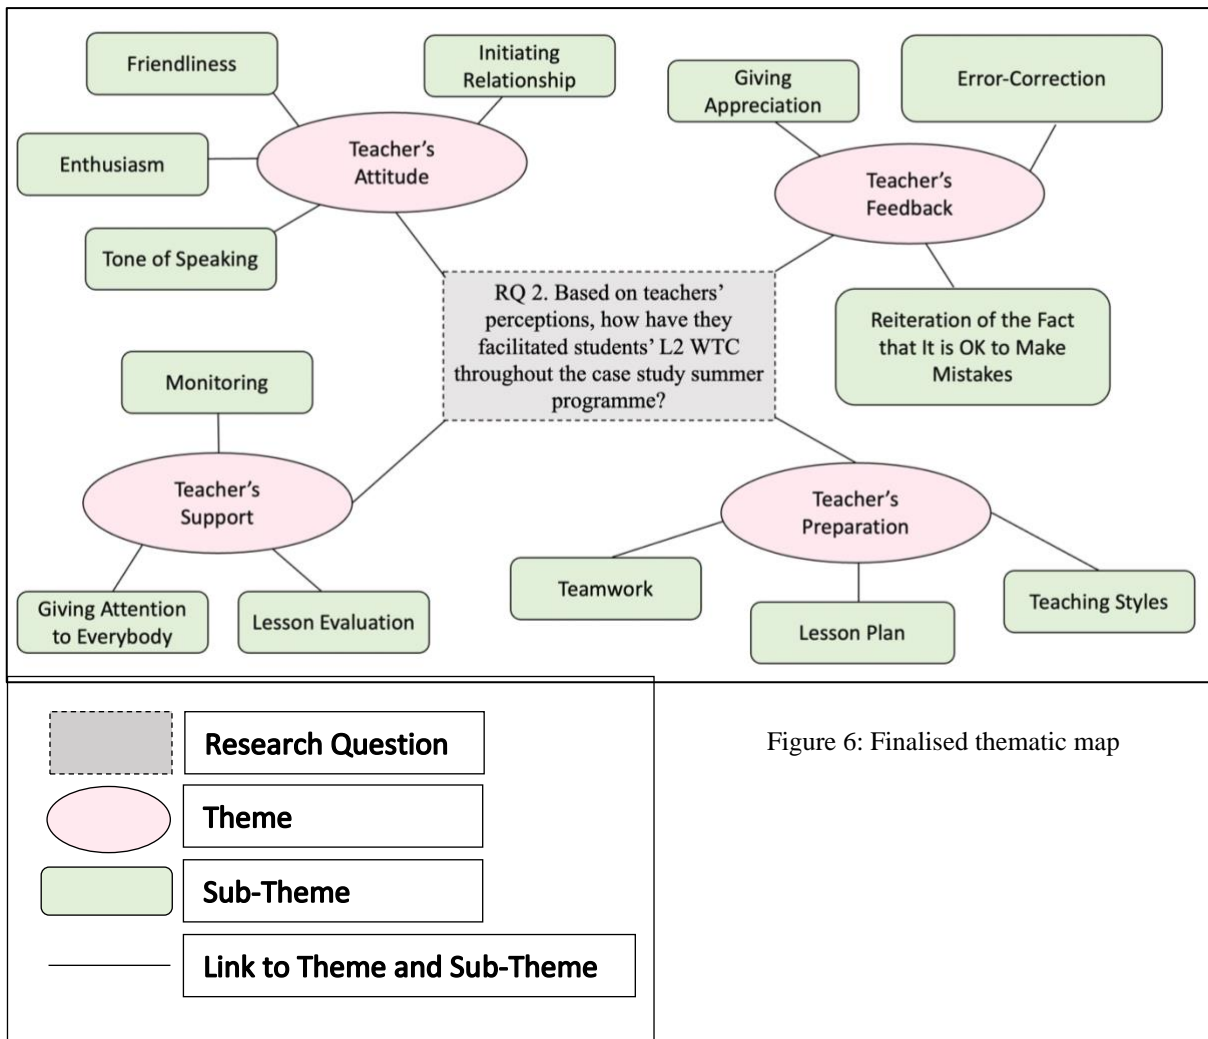 Friendliness
Initiating
Relationship
Enthusiasm
Teacher's
Attitude
Tone of Speaking
Giving
Appreciation
Error-Correction
Teacher's
Feedback
Reiteration of the Fact
that It is OK to Make
Mistakes
RQ 2. Based on teachers'
perceptions, how have they
facilitated students' L2 WTC
throughout the case study summer
programme?
Monitoring
Teacher's
Support
Giving Attention
to Everybody
Lesson Evaluation
Teacher's
Preparation
Teamwork
Lesson Plan
Teaching Styles
Research Question
Theme
Sub-Theme
Link to Theme and Sub-Theme
Figure 6: Finalised thematic map